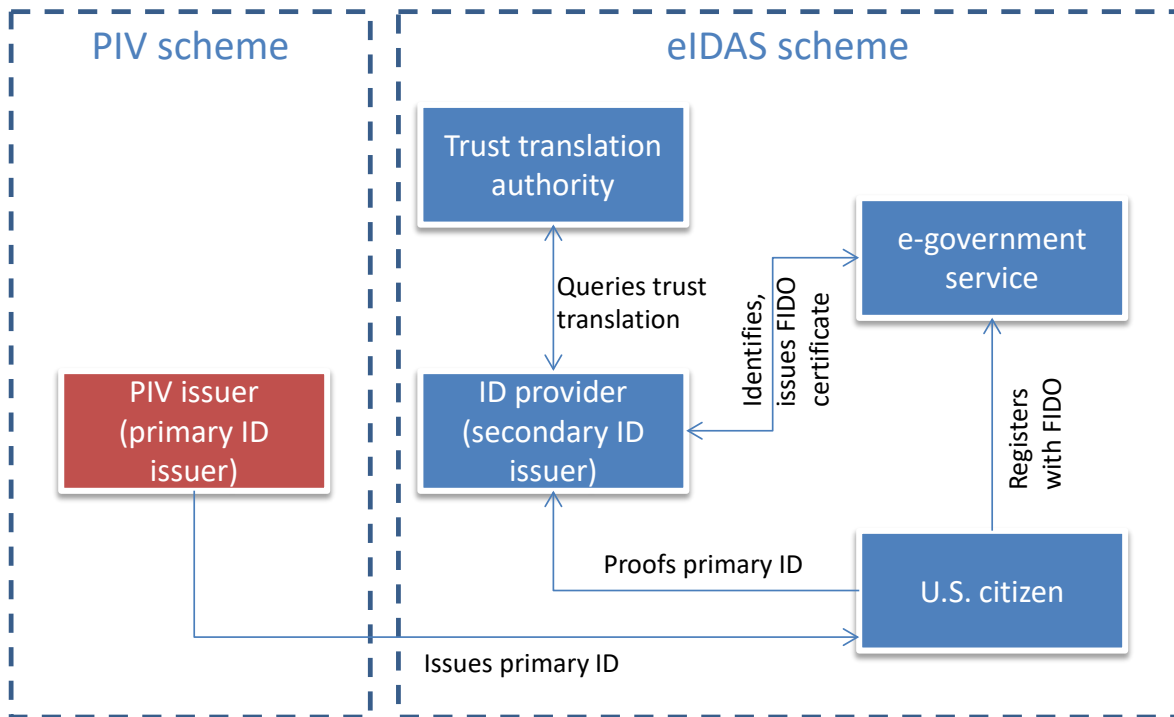 PIV scheme
eIDAS scheme
Trust translation
authority
e-government
service
Queries trust
translation
Identifies,
issues FIDO
certificate
PIV issuer
(primary ID
issuer)
ID provider
(secondary ID
issuer)
Registers
with FIDO
Proofs primary ID
U.S. citizen
Issues primary ID